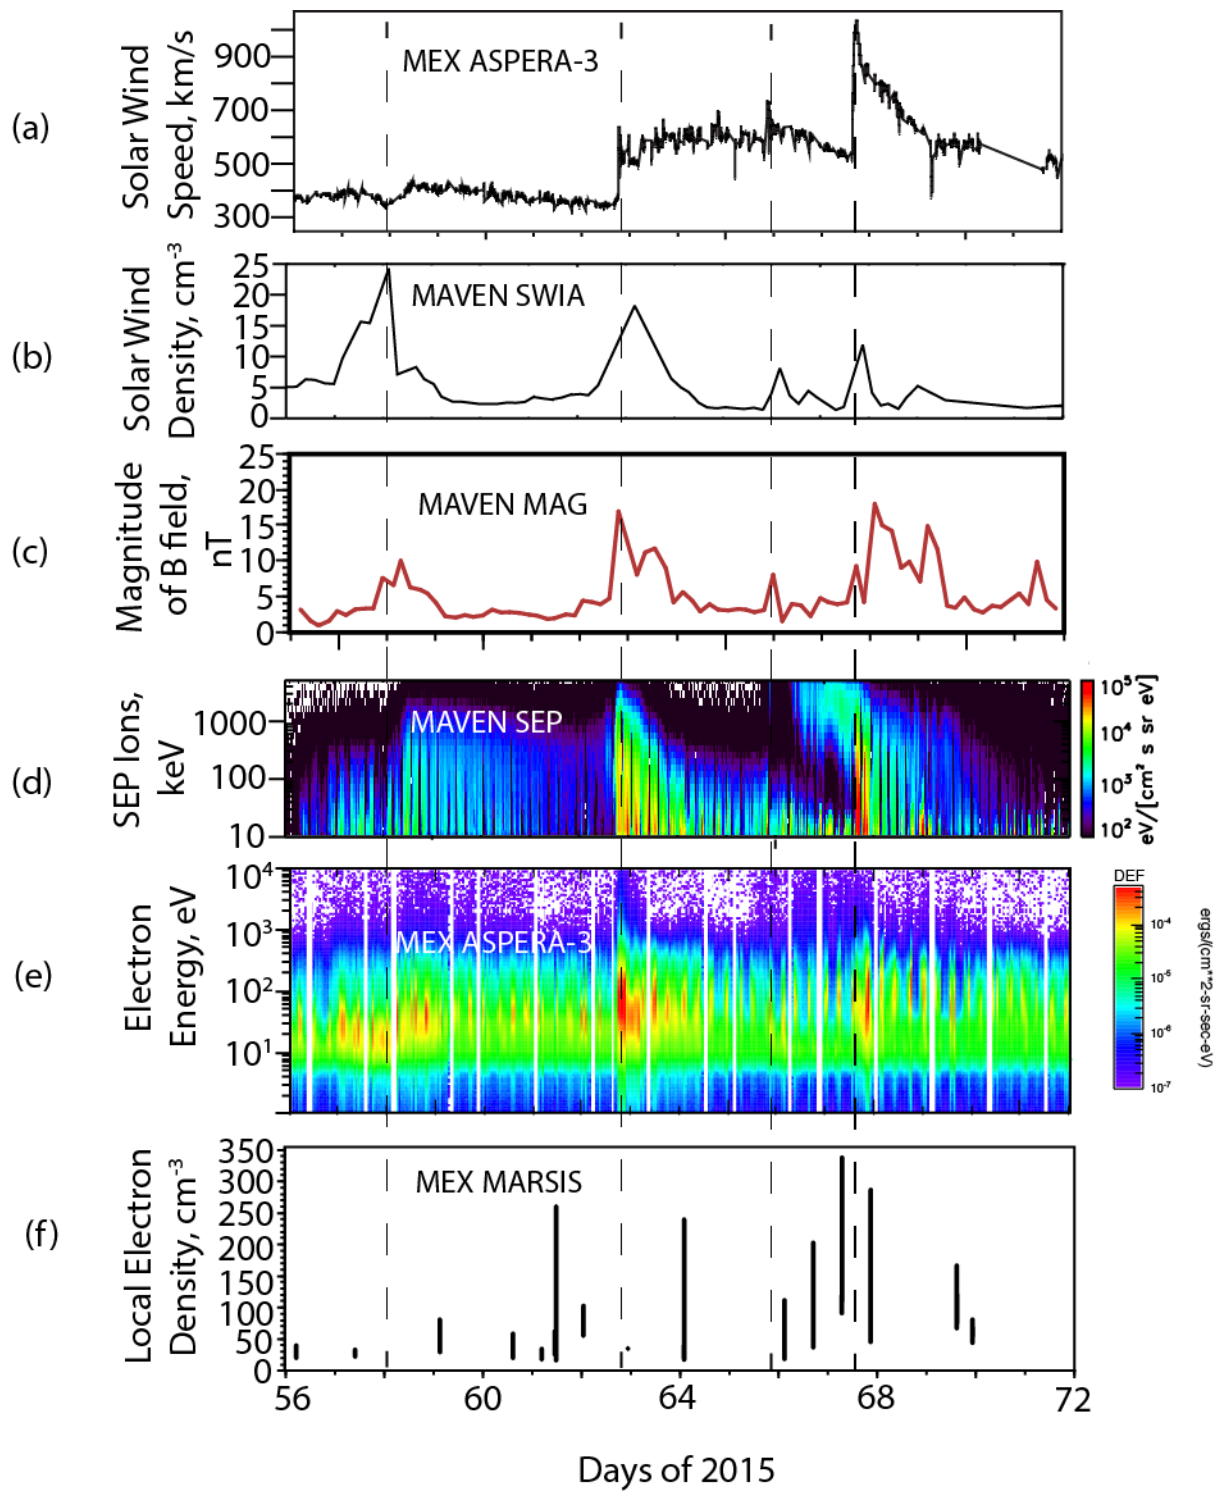 (a)
Solar Wind
Speed, km/s
900
700
500
300
MEX ASPERA-3
(b)
Solar Wind
Density, cm-3
25
20
15
10
5
0
MAVEN SWIA
(c)
Magnitude
of B field,
nT
25
20
15
10
5
0
MAVEN MAG
(d)
SEP Ions,
keV
1000
100
10
MAVEN SEP
10⁵
10⁴
10³
10²
eV/[cm² s sr eV]
(e)
Electron
Energy, eV
10⁴
10³
10²
10¹
MEX ASPERA-3
DEF
10-4
10-5
10-6
10-7
ergs/(cm**2-sr-sec-eV)
(f)
Local Electron
Density, cm-3
350
300
250
200
150
100
50
0
MEX MARSIS
56 60 64 68 72
Days of 2015